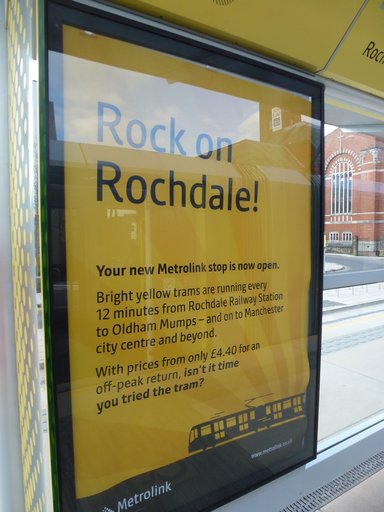 Roc
Rock on
Rochdale!
Your new Metrolink stop is now open.
Bright yellow trams are running every
12 minutes from Rochdale Railway Station
to Oldham Mumps – and on to Manchester
city centre and beyond.
With prices from only £4.40 for an
off-peak return, isn't it time
you tried the tram?
www.metrolink.co.uk
Metrolink